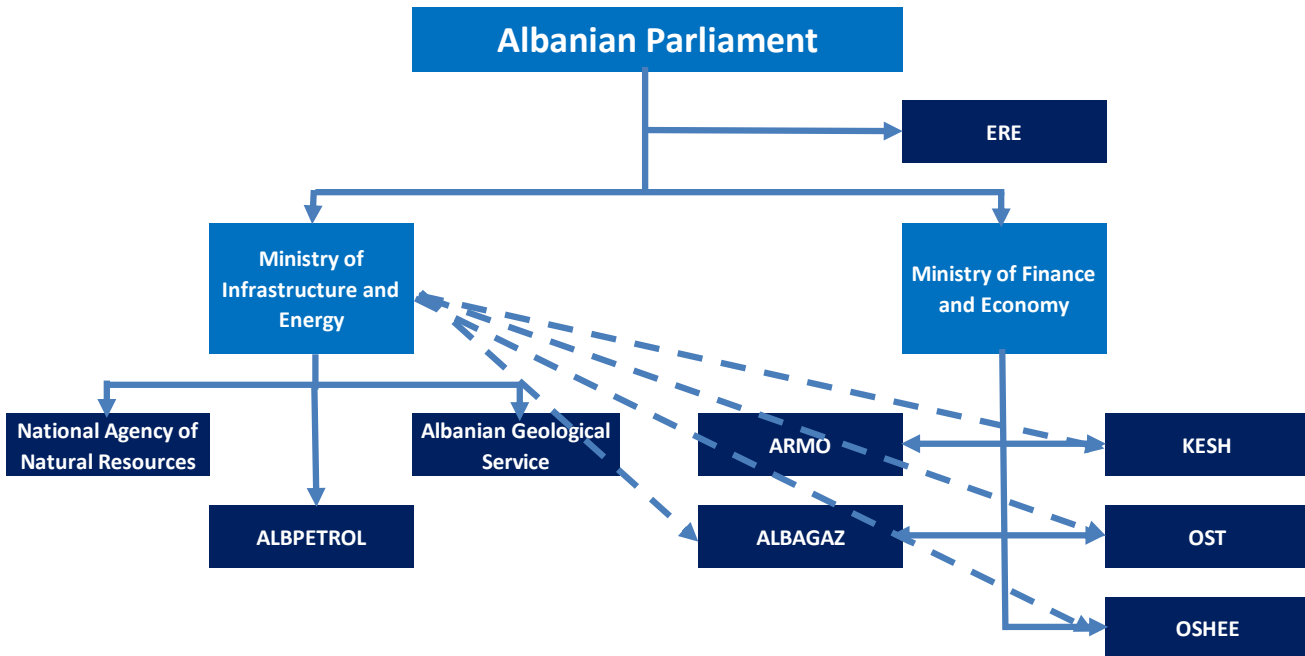 Albanian Parliament
ERE
Ministry of
Infrastructure and
Energy
Ministry of Finance
and Economy
National Agency of
Natural Resources
Albanian Geological
Service
ARMO
KESH
ALBPETROL
ALBAGAZ
OST
OSHEE